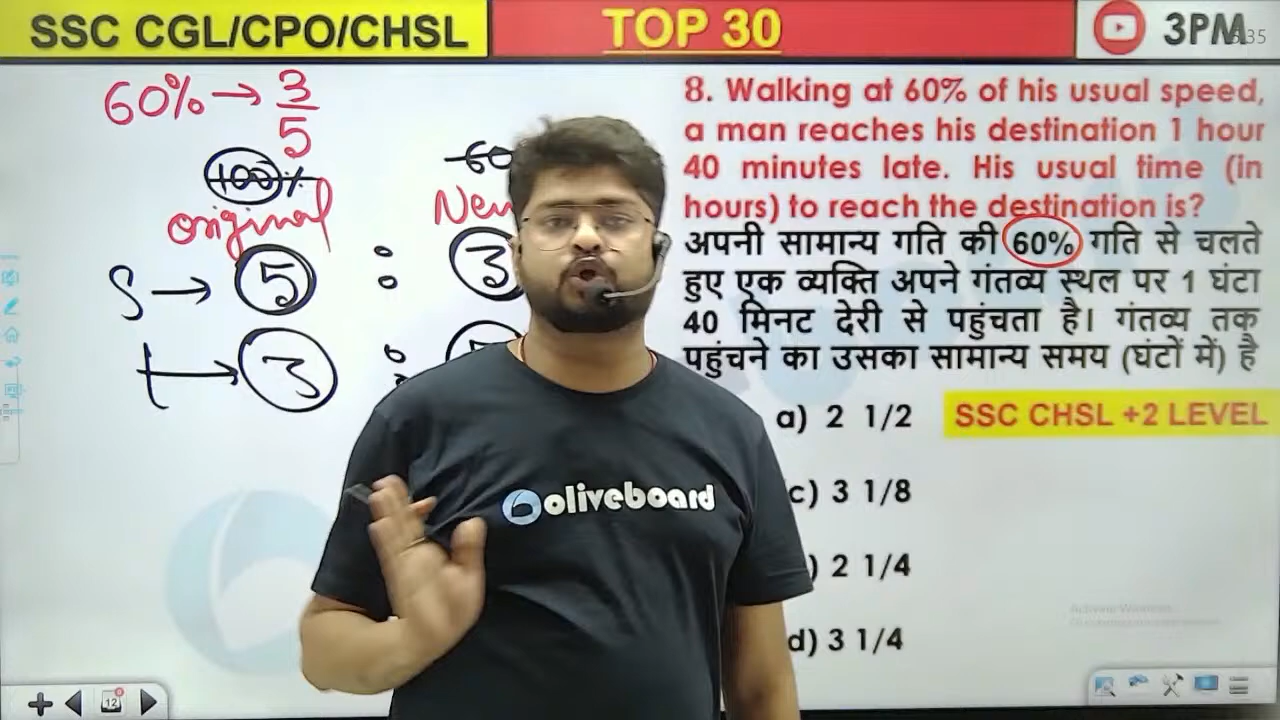 SSC CGL/CPO/CHSL
TOP 30
3PM
60% → 3/5
100%
original
S → 5 : 3
t → 3 :
8. Walking at 60% of his usual speed,
a man reaches his destination 1 hour
40 minutes late. His usual time (in
hours) to reach the destination is?
अपनी सामान्य गति की 60% गति से चलते
हुए एक व्यक्ति अपने गंतव्य स्थल पर 1 घंटा
40 मिनट देरी से पहुंचता है। गंतव्य तक
पहुंचने का उसका सामान्य समय (घंटों में) है
a) 2 1/2
SSC CHSL +2 LEVEL
c) 3 1/8
) 2 1/4
d) 3 1/4
oliveboard
Activate Windows
12